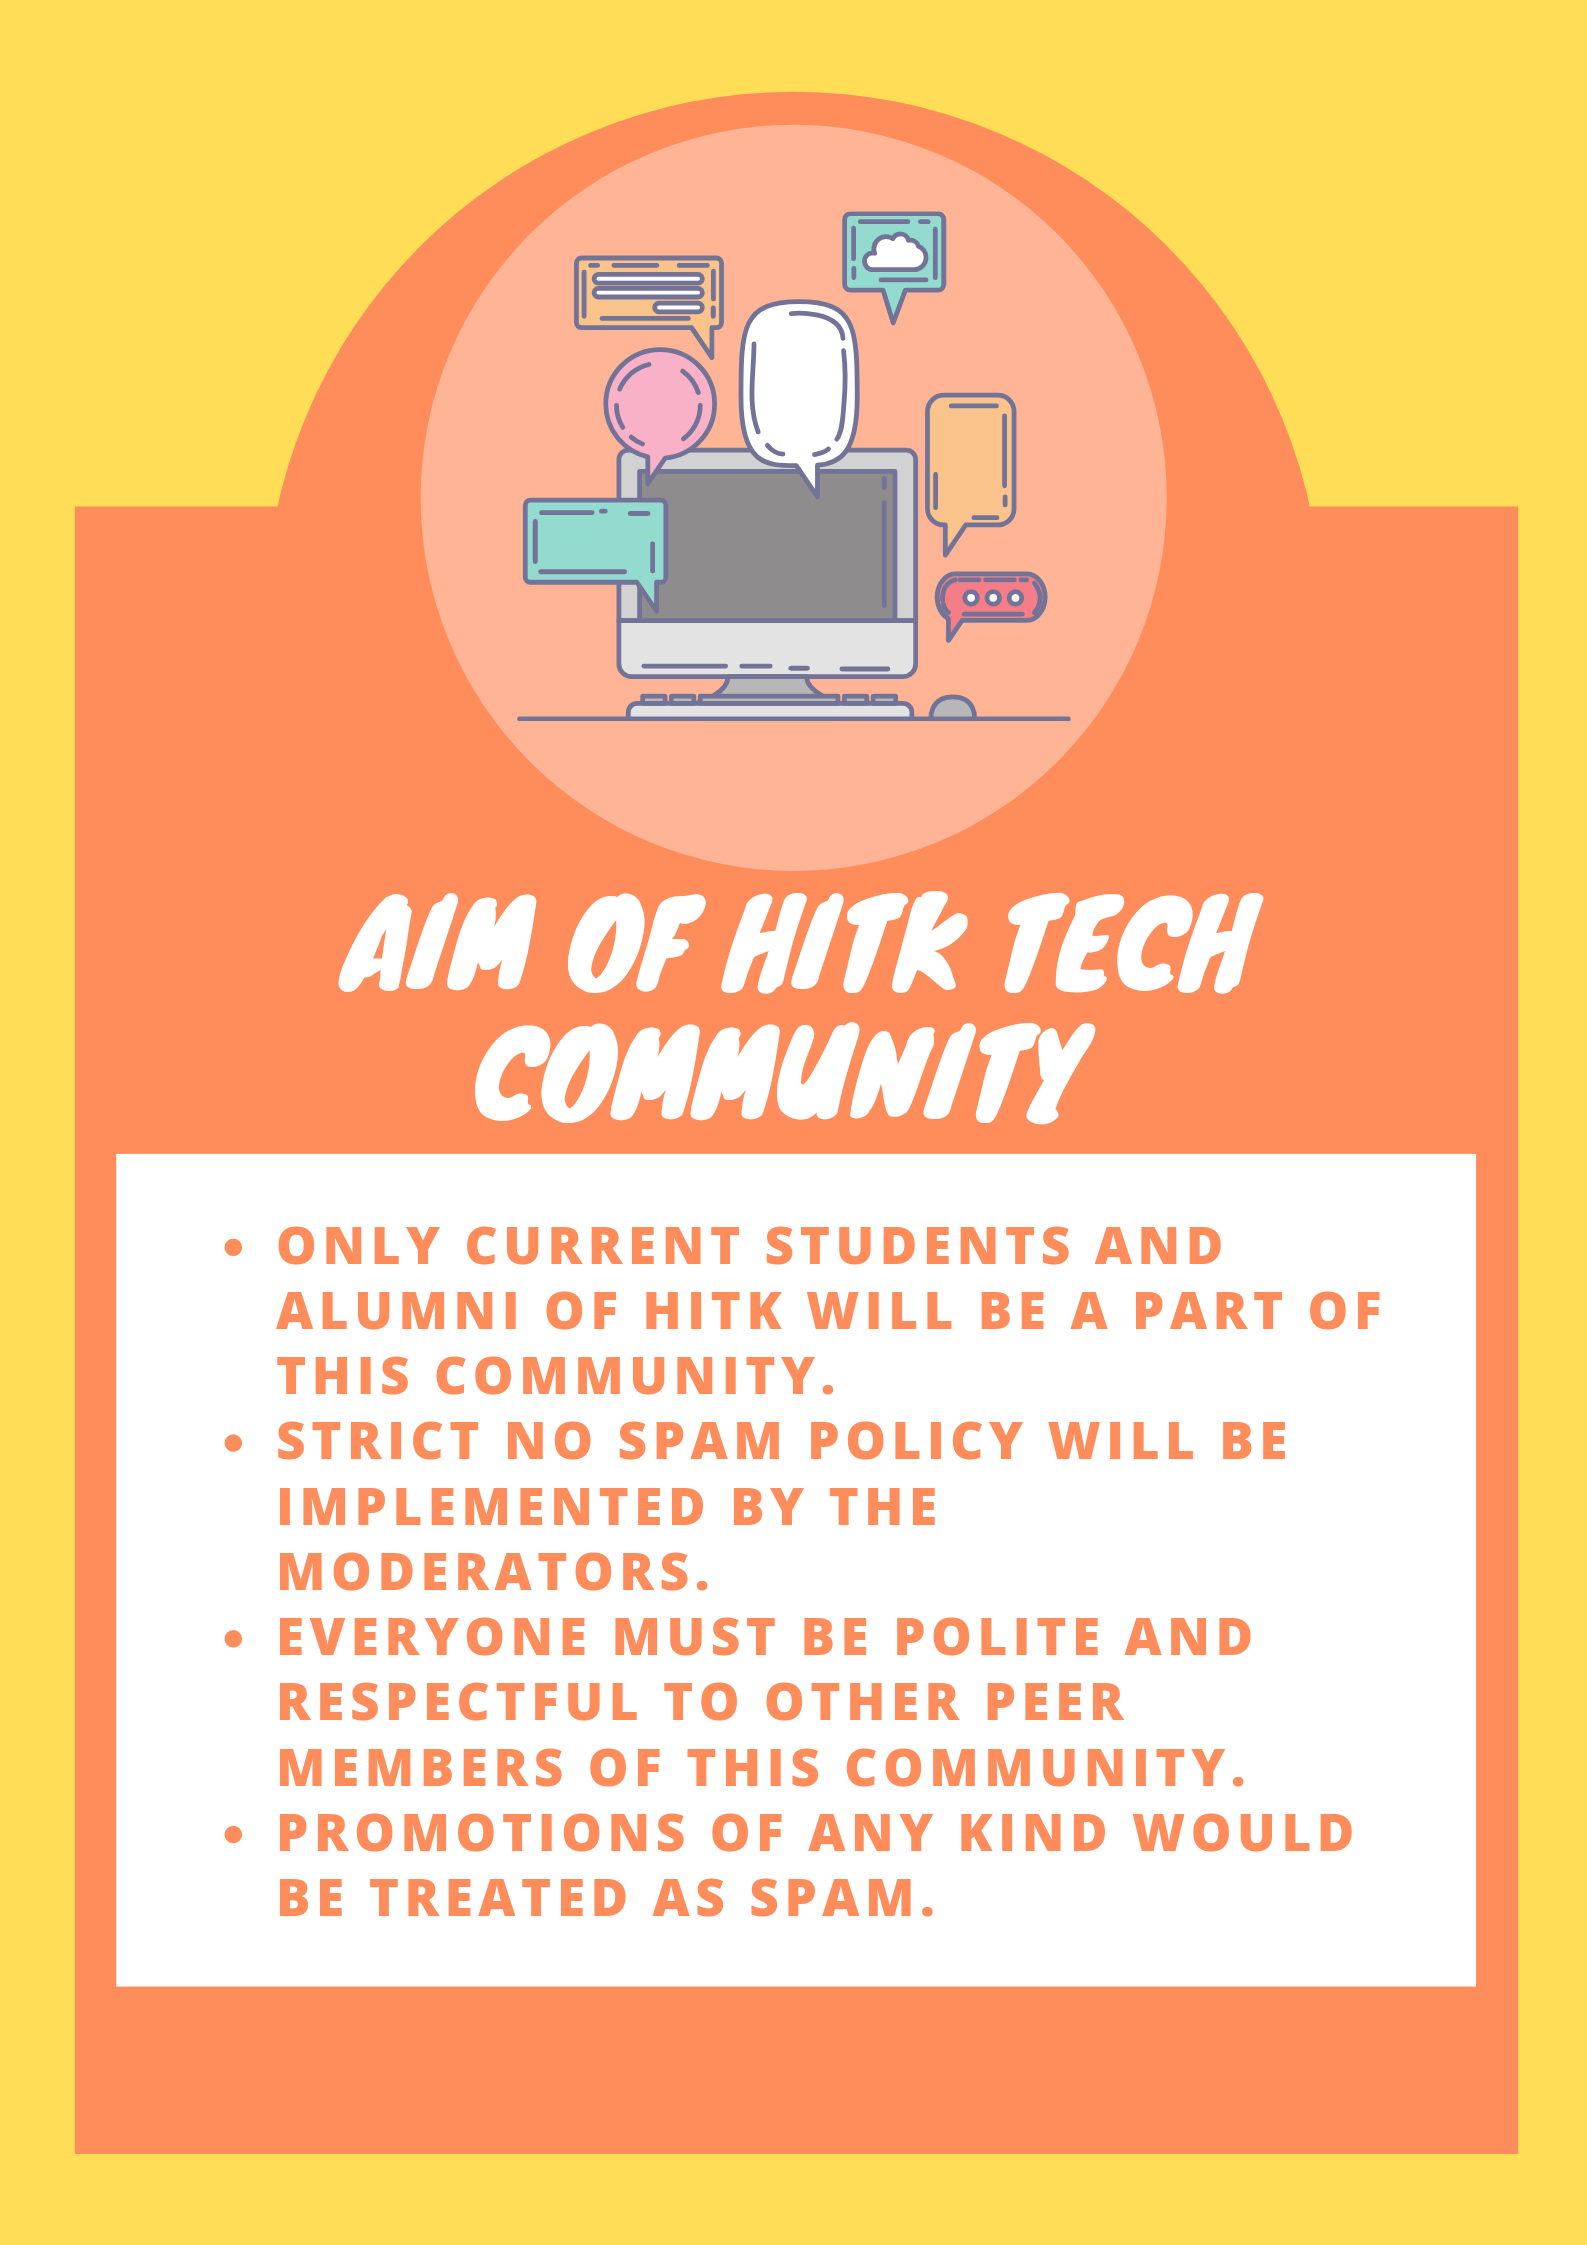 AIM OF HITK TECH
COMMUNITY
• ONLY CURRENT STUDENTS AND
ALUMNI OF HITK WILL BE A PART OF
THIS COMMUNITY.
• STRICT NO SPAM POLICY WILL BE
IMPLEMENTED BY THE
MODERATORS.
• EVERYONE MUST BE POLITE AND
RESPECTFUL TO OTHER PEER
MEMBERS OF THIS COMMUNITY.
• PROMOTIONS OF ANY KIND WOULD
BE TREATED AS SPAM.